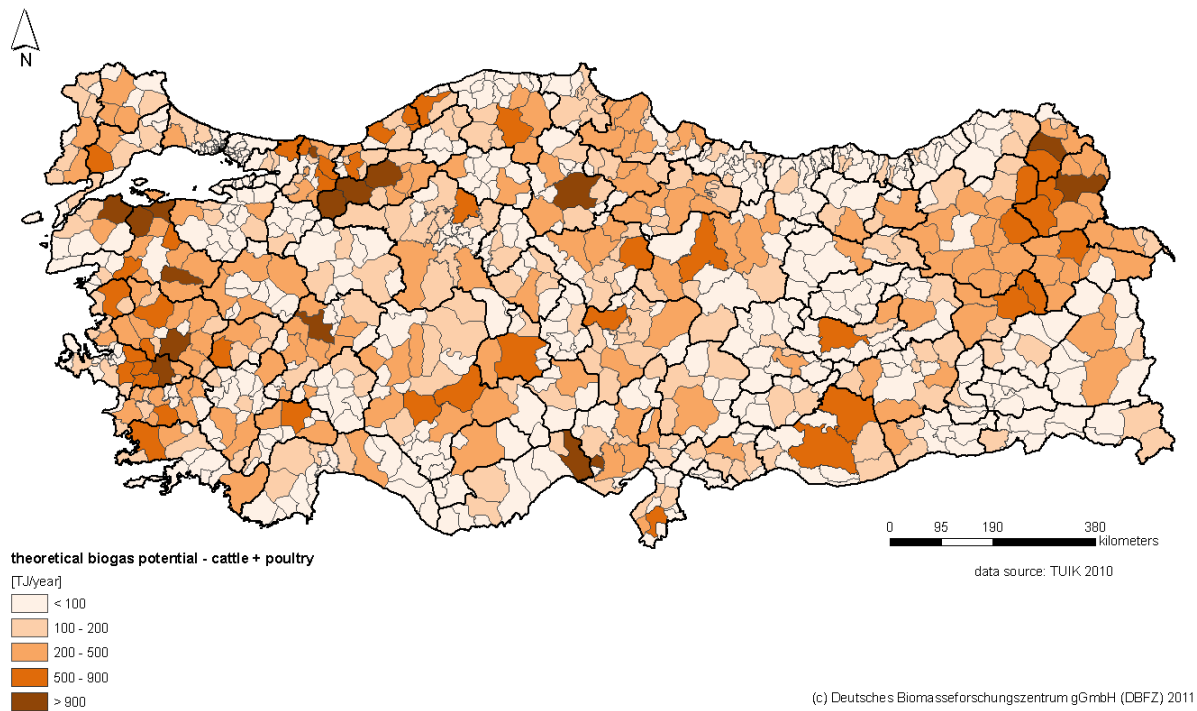 N
0 95 190 380
kilometers
data source: TUIK 2010
theoretical biogas potential - cattle + poultry
[TJ/year]
< 100
100 - 200
200 - 500
500 - 900
> 900
(c) Deutsches Biomasseforschungszentrum gGmbH (DBFZ) 2011